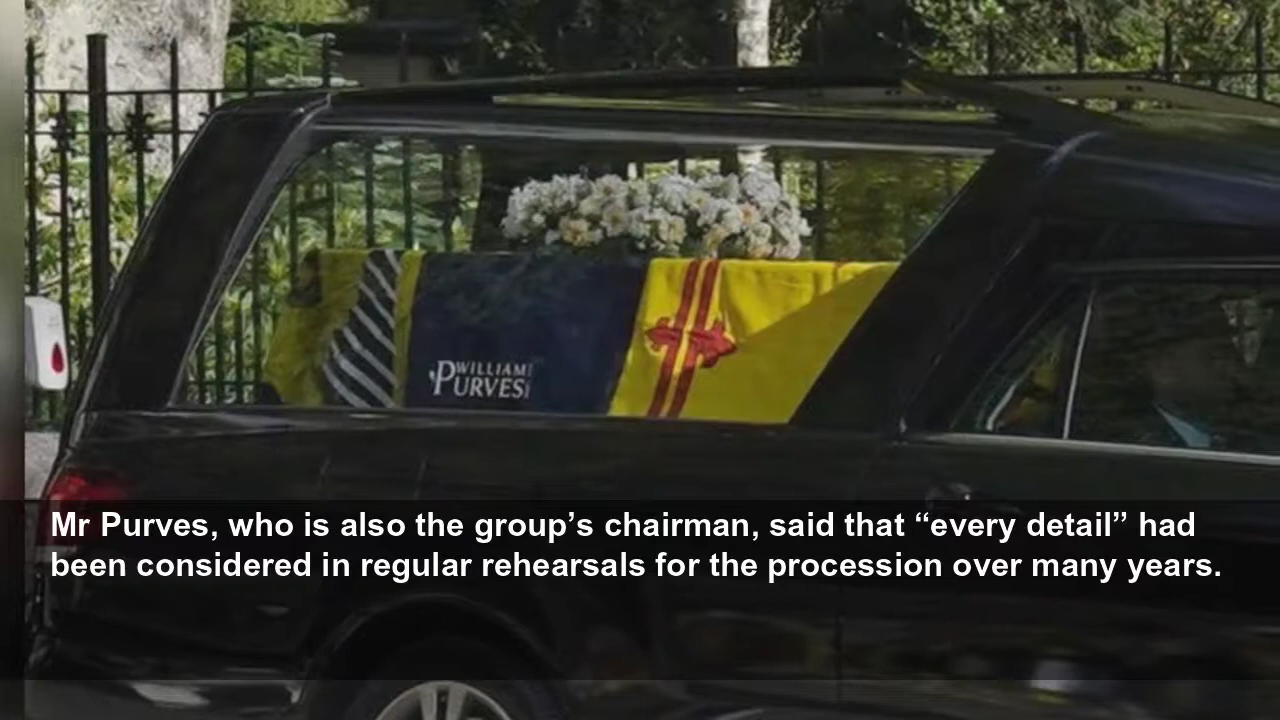 WILLIAM
PURVES
Mr Purves, who is also the group’s chairman, said that “every detail” had
been considered in regular rehearsals for the procession over many years.